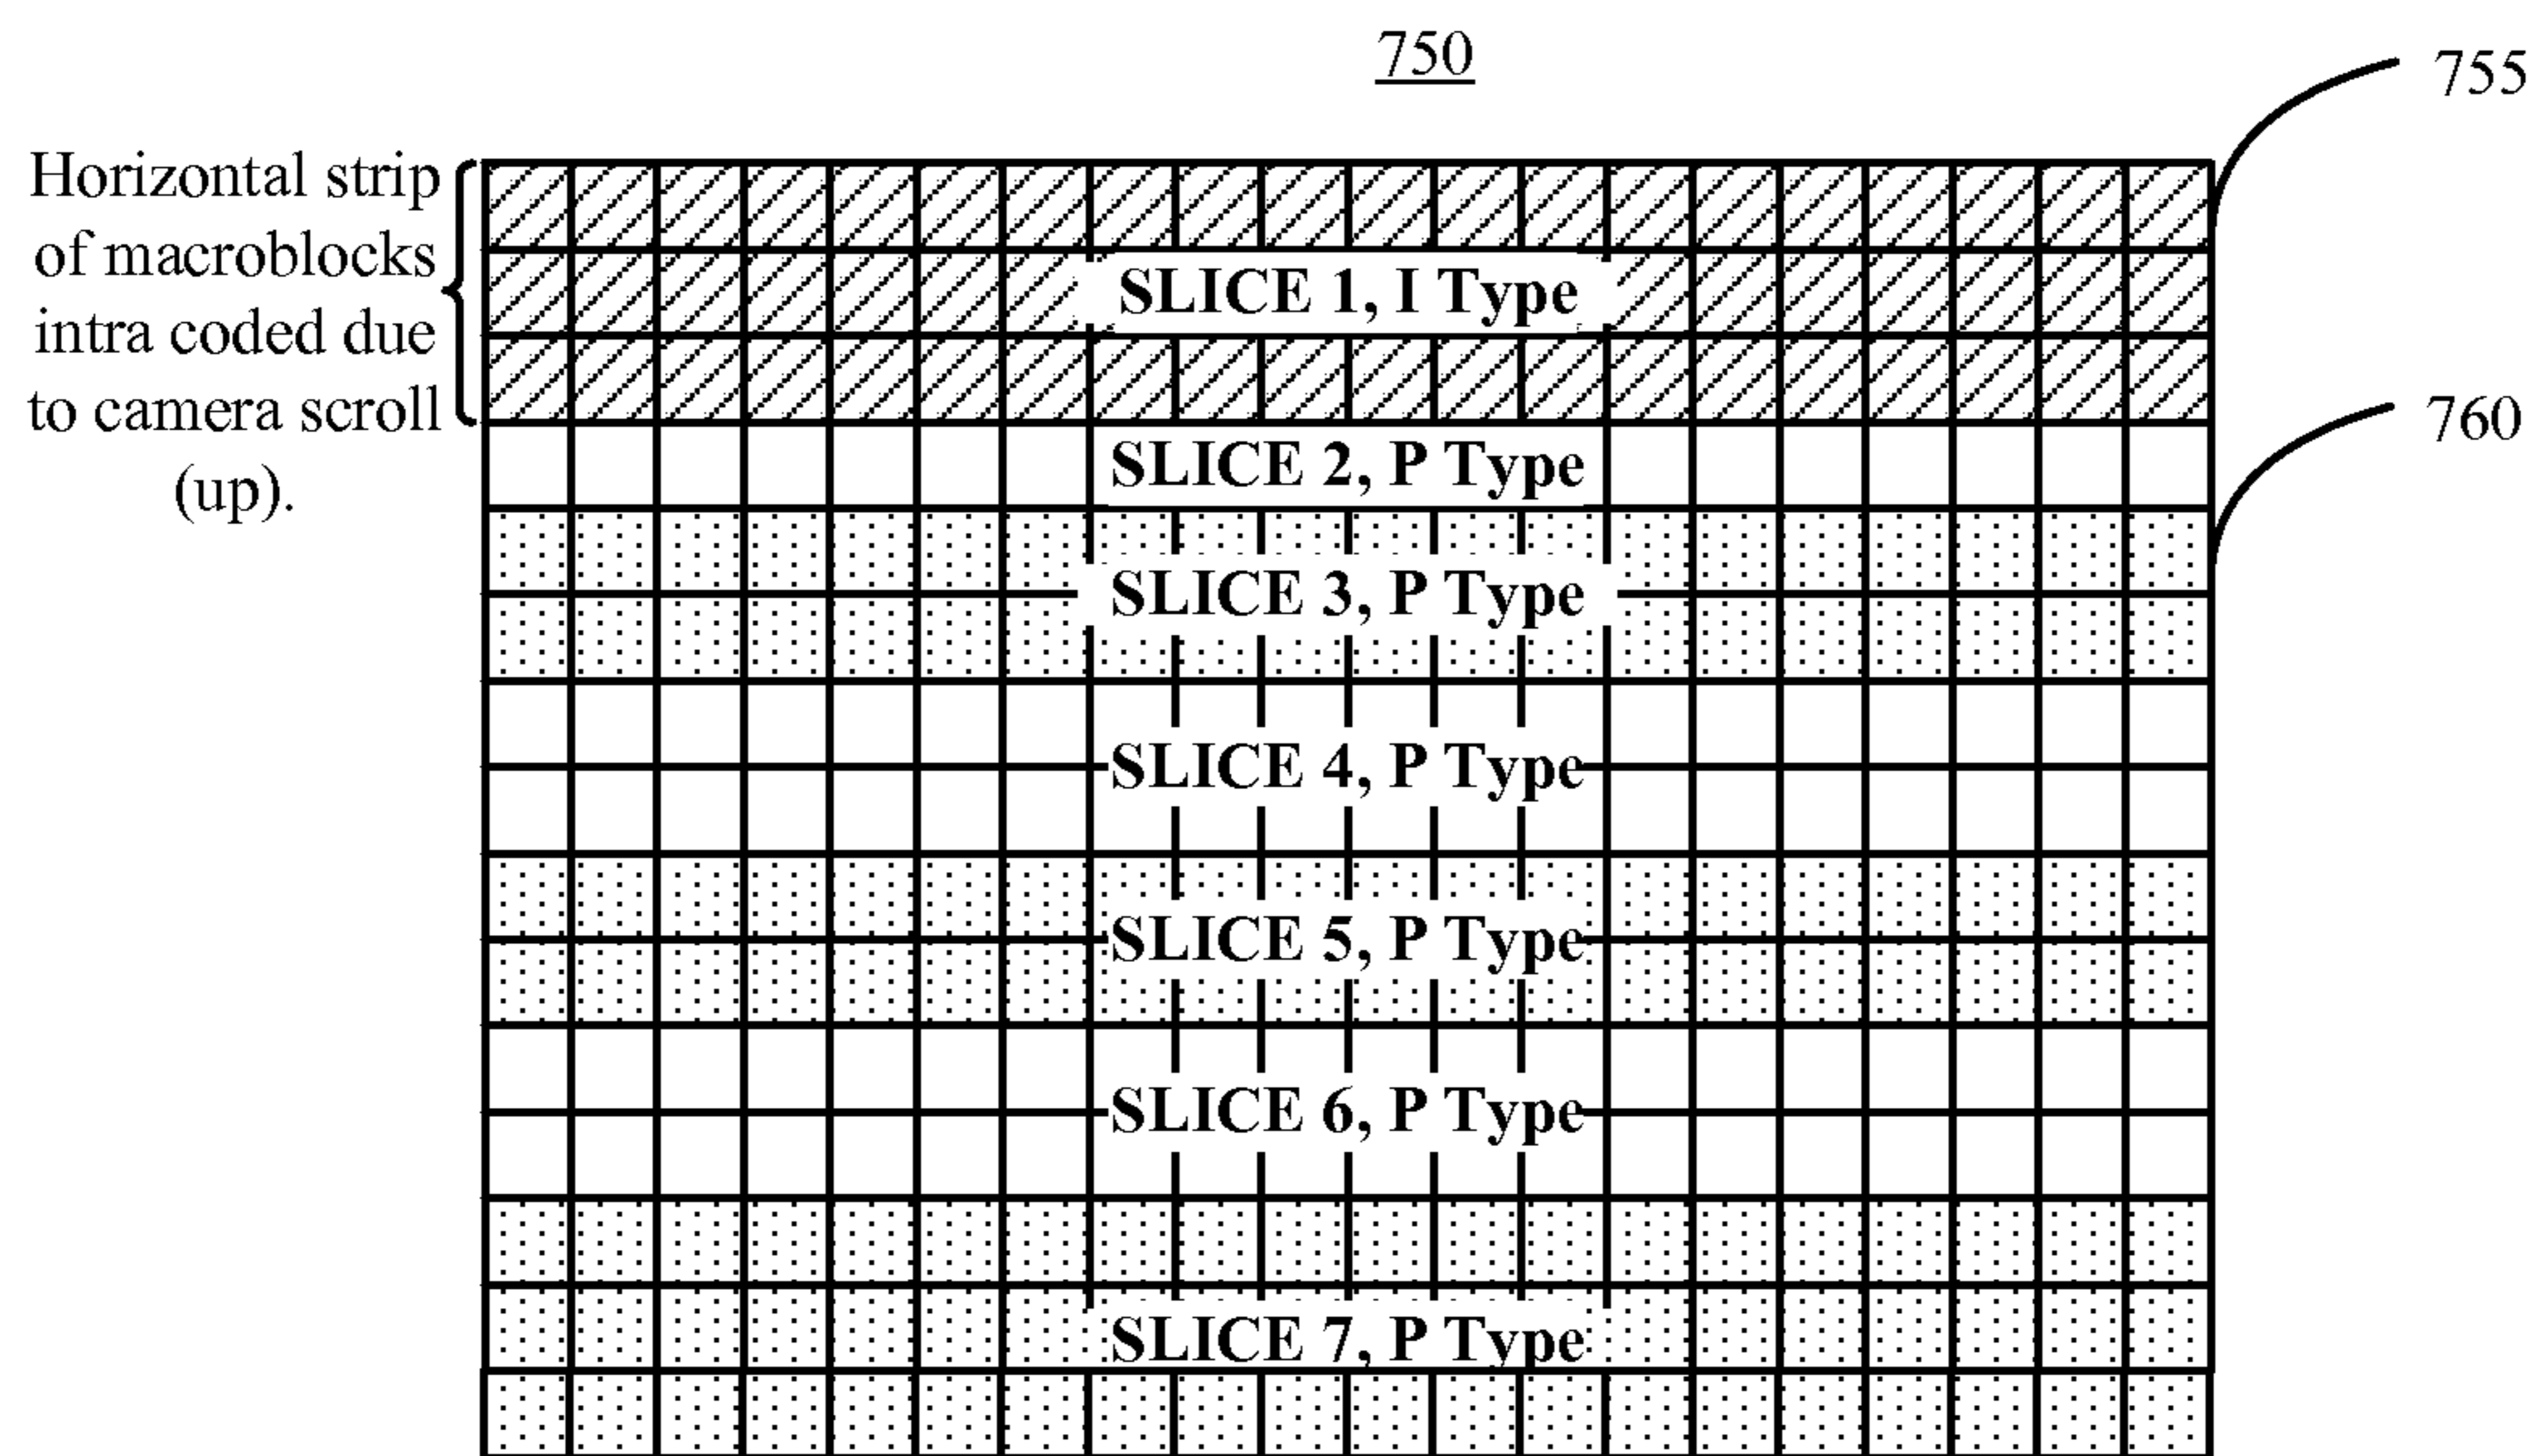 750
755
Horizontal strip
of macroblocks
intra coded due
to camera scroll
(up).
SLICE 1, I Type
760
SLICE 2, P Type
SLICE 3, P Type
SLICE 4, P Type
SLICE 5, P Type
SLICE 6, P Type
SLICE 7, P Type